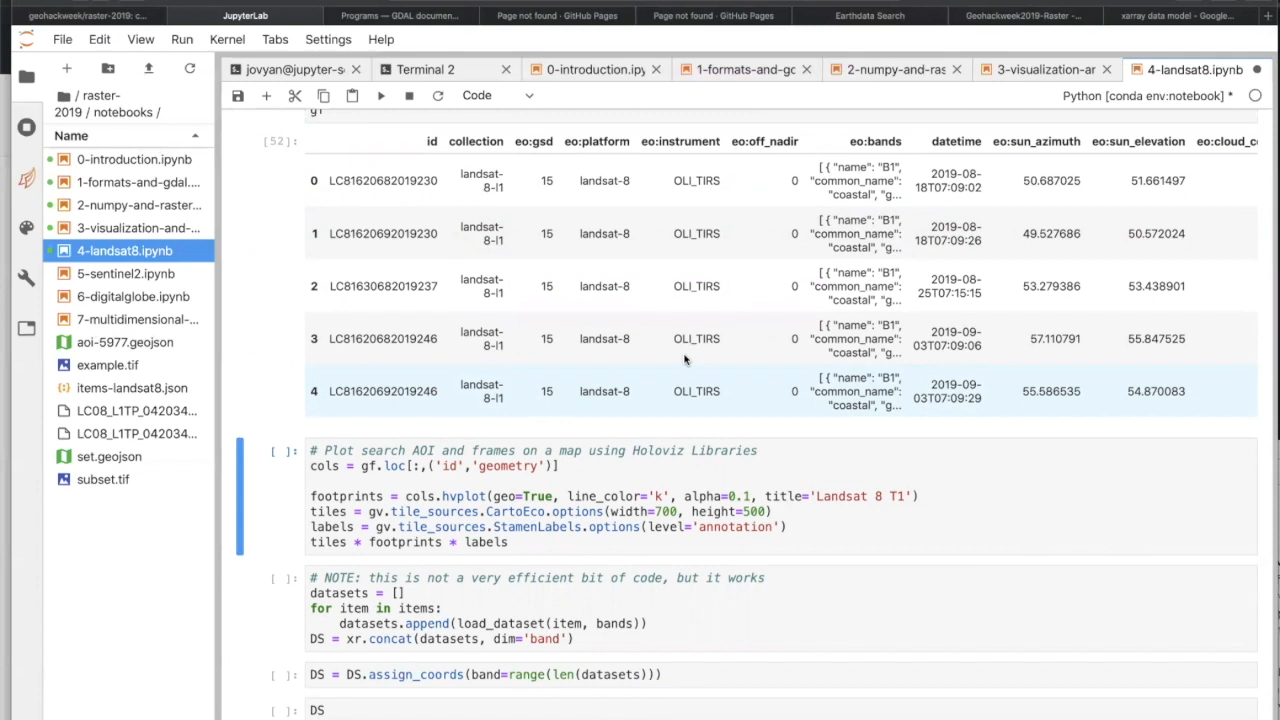 geohackweek/raster-2019: c...
JupyterLab
Programs — GDAL documen...
Page not found · GitHub Pages
Page not found · GitHub Pages
Earthdata Search
Geohackweek2019-Raster -...
xarray data model - Google...
File Edit View Run Kernel Tabs Settings Help
/ raster-
2019 / notebooks /
Name
0-introduction.ipynb
1-formats-and-gdal....
2-numpy-and-raster...
3-visualization-and-...
4-landsat8.ipynb
5-sentinel2.ipynb
6-digitalglobe.ipynb
7-multidimensional-...
aoi-5977.geojson
example.tif
items-landsat8.json
LC08_L1TP_042034...
LC08_L1TP_042034...
set.geojson
subset.tif
jovyan@jupyter-s
Terminal 2
0-introduction.ipy
1-formats-and-g
2-numpy-and-ras
3-visualization-ar
4-landsat8.ipynb
Code
Python [conda env:notebook] *
gf
[52]:
id collection eo:gsd eo:platform eo:instrument eo:off_nadir eo:bands datetime eo:sun_azimuth eo:sun_elevation eo:cloud_c
0 LC81620682019230 landsat-8-l1 15 landsat-8 OLI_TIRS 0 [ { "name": "B1", "common_name": "coastal", "g... 2019-08-18T07:09:02 50.687025 51.661497
1 LC81620692019230 landsat-8-l1 15 landsat-8 OLI_TIRS 0 [ { "name": "B1", "common_name": "coastal", "g... 2019-08-18T07:09:26 49.527686 50.572024
2 LC81630682019237 landsat-8-l1 15 landsat-8 OLI_TIRS 0 [ { "name": "B1", "common_name": "coastal", "g... 2019-08-25T07:15:15 53.279386 53.438901
3 LC81620682019246 landsat-8-l1 15 landsat-8 OLI_TIRS 0 [ { "name": "B1", "common_name": "coastal", "g... 2019-09-03T07:09:06 57.110791 55.847525
4 LC81620692019246 landsat-8-l1 15 landsat-8 OLI_TIRS 0 [ { "name": "B1", "common_name": "coastal", "g... 2019-09-03T07:09:29 55.586535 54.870083
[ ]: # Plot search AOI and frames on a map using Holoviz Libraries
cols = gf.loc[:,('id','geometry')]
footprints = cols.hvplot(geo=True, line_color='k', alpha=0.1, title='Landsat 8 T1')
tiles = gv.tile_sources.CartoEco.options(width=700, height=500)
labels = gv.tile_sources.StamenLabels.options(level='annotation')
tiles * footprints * labels
[ ]: # NOTE: this is not a very efficient bit of code, but it works
datasets = []
for item in items:
datasets.append(load_dataset(item, bands))
DS = xr.concat(datasets, dim='band')
[ ]: DS = DS.assign_coords(band=range(len(datasets)))
[ ]: DS